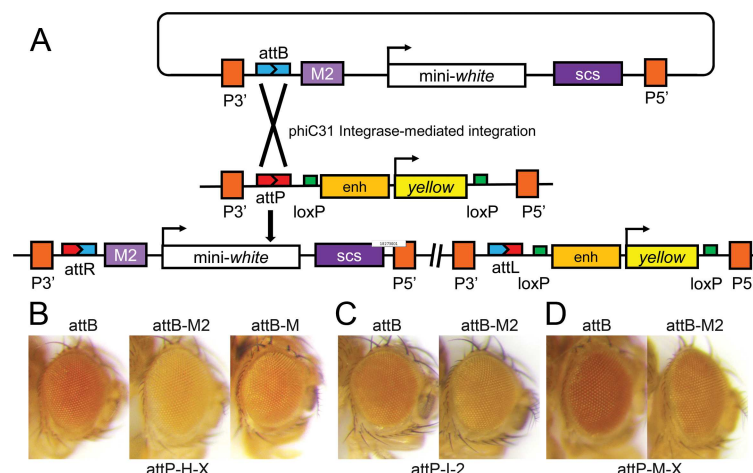 A
attB
M2
mini-white
scs
P3’
P5’
phiC31 Integrase-mediated integration
enh
yellow
P3’
attP
loxP
loxP
P5’
M2
mini-white
scs
enh
yellow
P3’
attR
P5’
P3’
attL
loxP
loxP
P5
B
attB
attB-M2
attB-M
C
attB
attB-M2
D
attB
attB-M2
attP-H-X
attP-I-2
attP-M-X